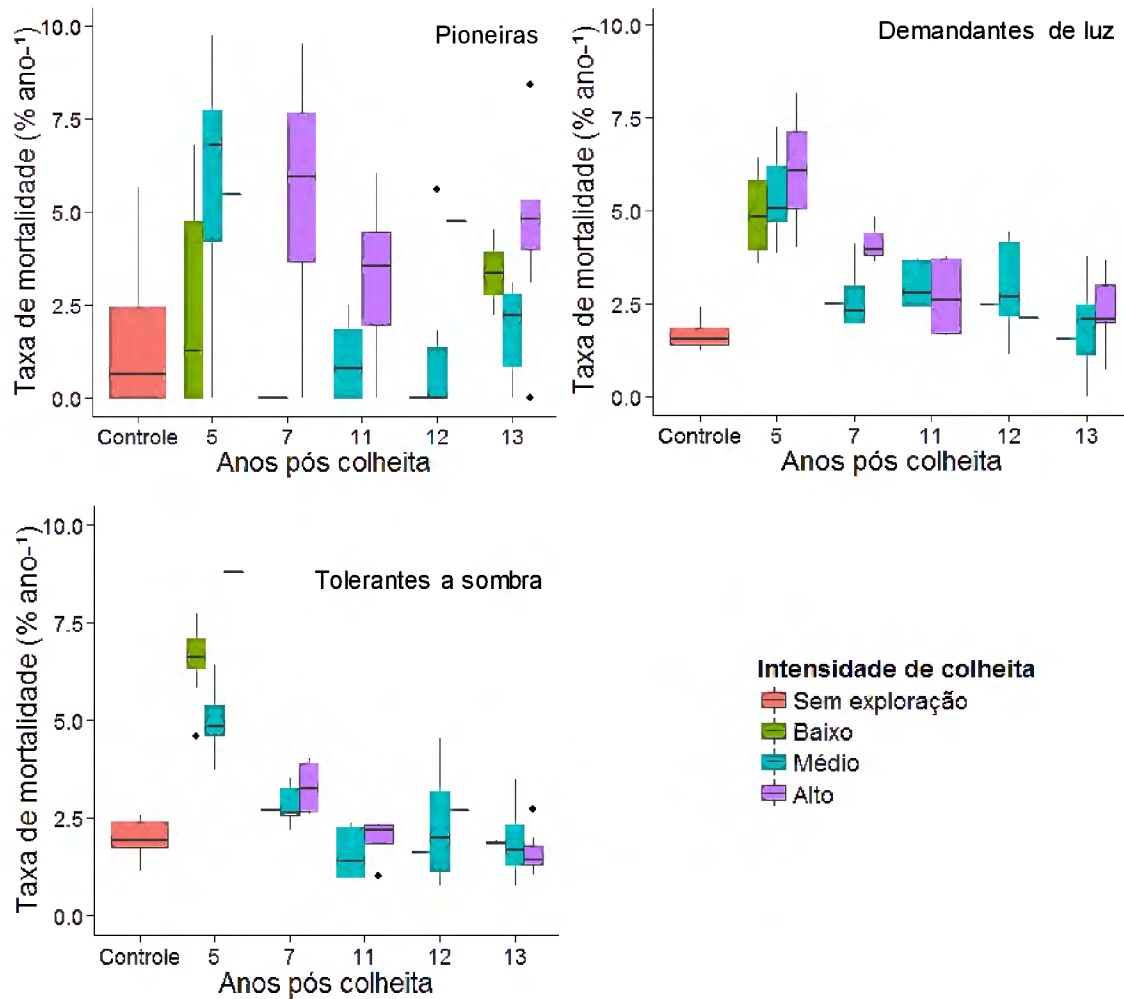 Pioneiras
Taxa de mortalidade (% ano-¹)
10.0
7.5
5.0
2.5
0.0
Controle 5 7 11 12 13
Anos pós colheita
Demandantes de luz
Taxa de mortalidade (% ano-¹)
10.0
7.5
5.0
2.5
0.0
Controle 5 7 11 12 13
Anos pós colheita
Tolerantes a sombra
Taxa de mortalidade (% ano-¹)
10.0
7.5
5.0
2.5
0.0
Controle 5 7 11 12 13
Anos pós colheita
Intensidade de colheita
Sem exploração
Baixo
Médio
Alto